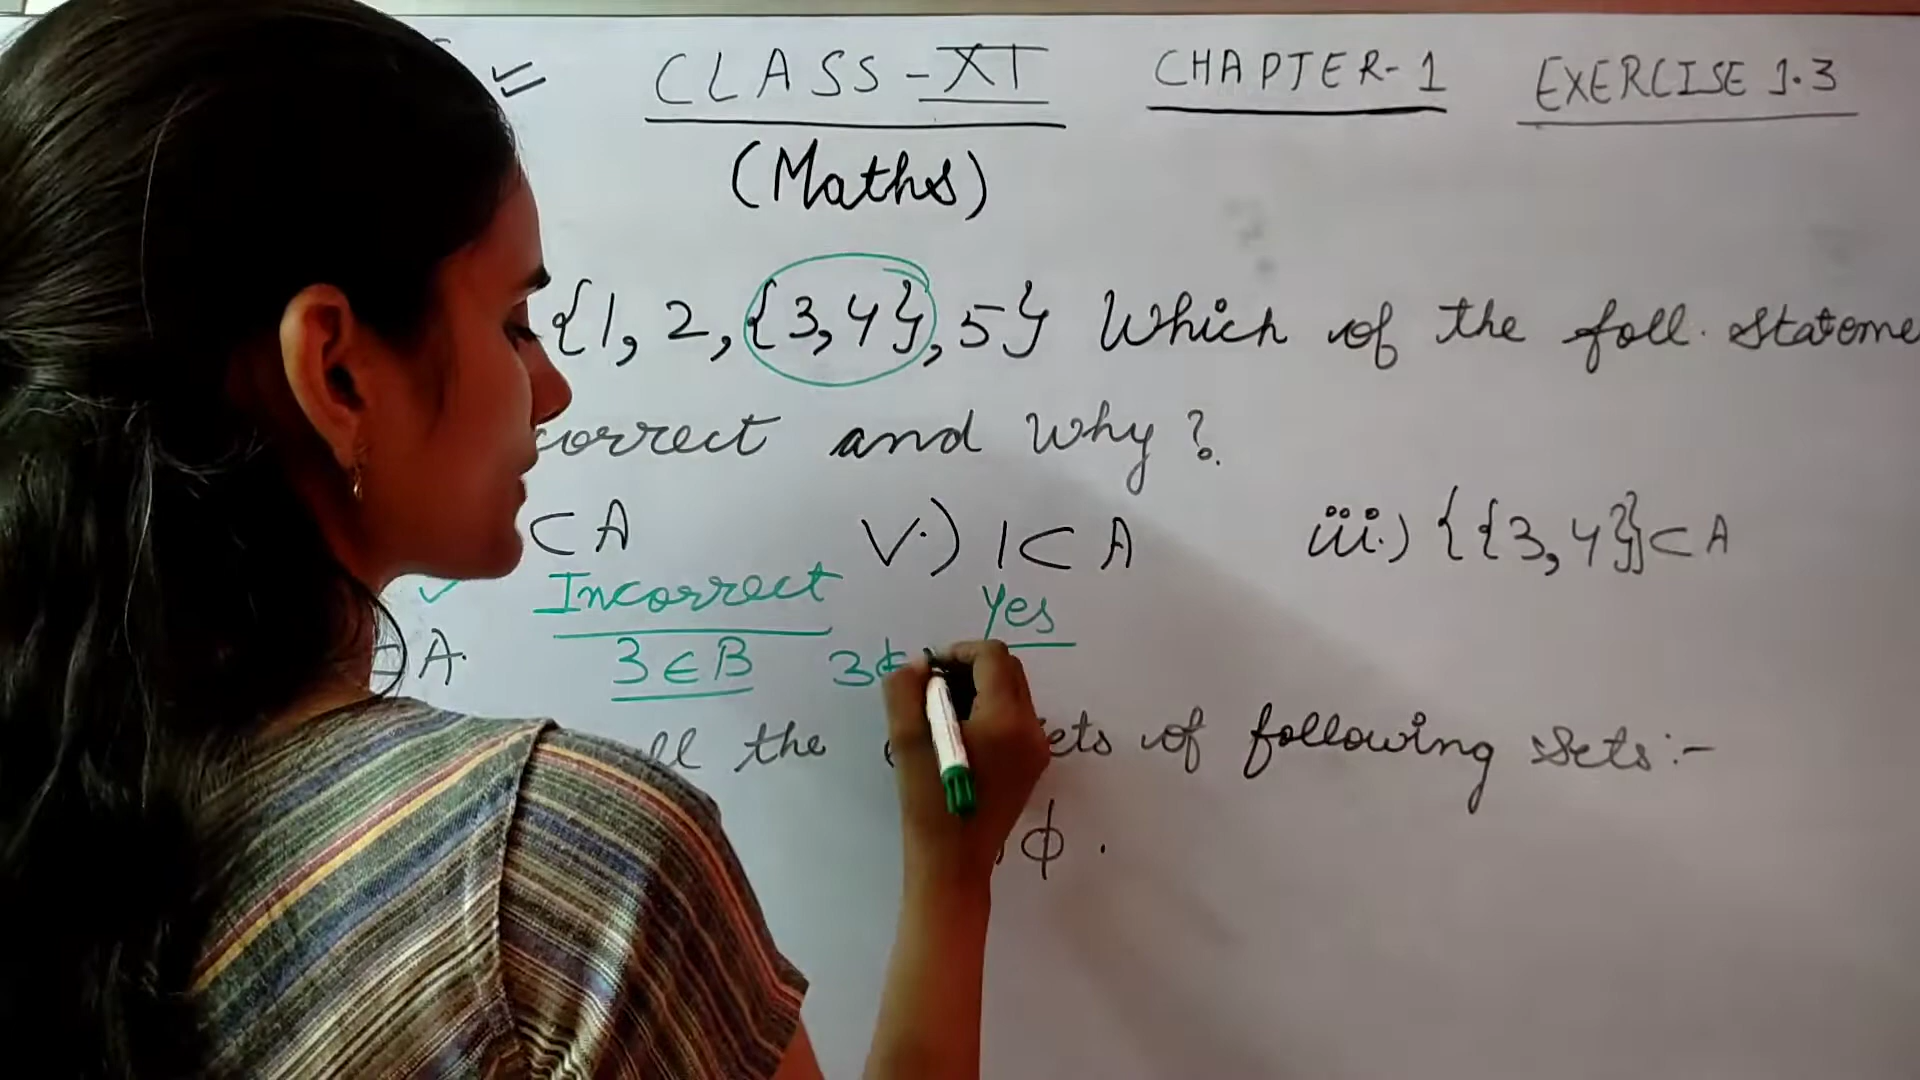 CLASS-XI CHAPTER-1 EXERCISE 1.3
(Maths)
{1, 2, {3,4}, 5} Which of the foll. Stateme
correct and Why?
⊂ A V.) 1⊂ A iii.) {{3,4}}⊂ A
Incorrect Yes
A. 3 ∈ B 3
the ets of following sets:-
ϕ .